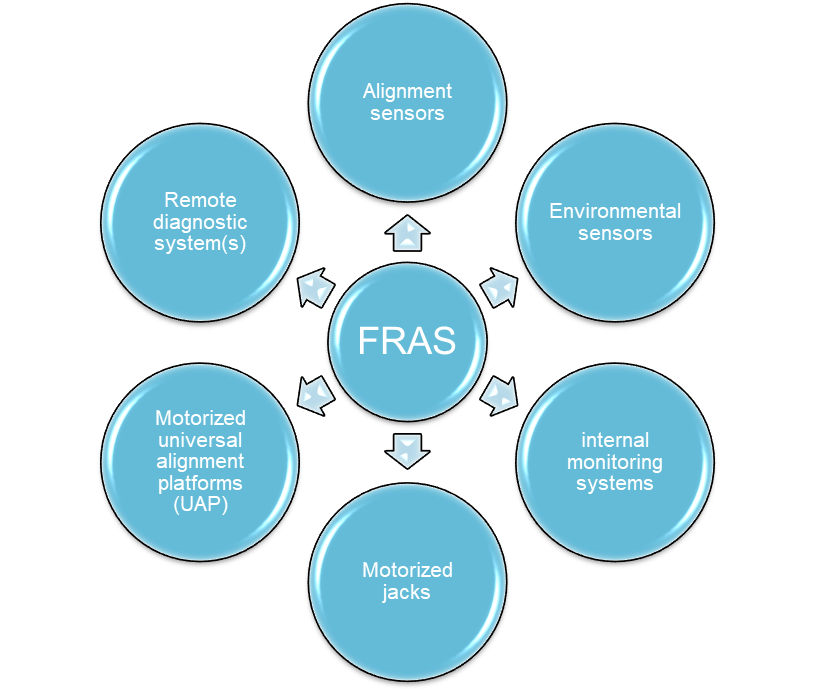 Alignment
sensors
Environmental
sensors
internal
monitoring
systems
Motorized
jacks
Motorized
universal
alignment
platforms
(UAP)
Remote
diagnostic
system(s)
FRAS